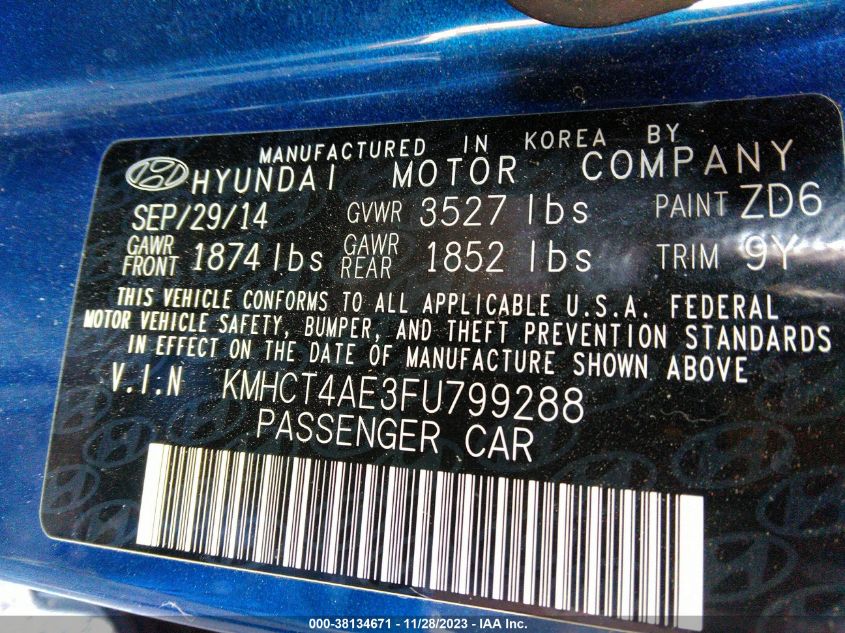 MANUFACTURED IN KOREA BY
HYUNDAI MOTOR COMPANY
SEP/29/14 GVWR 3527 lbs PAINT ZD6
GAWR FRONT 1874 lbs GAWR REAR 1852 lbs TRIM 9Y
THIS VEHICLE CONFORMS TO ALL APPLICABLE U.S.A. FEDERAL
MOTOR VEHICLE SAFETY, BUMPER, AND THEFT PREVENTION STANDARDS
IN EFFECT ON THE DATE OF MANUFACTURE SHOWN ABOVE
V.I.N KMHCT4AE3FU799288
PASSENGER CAR
000-38134671 - 11/28/2023 - IAA Inc.